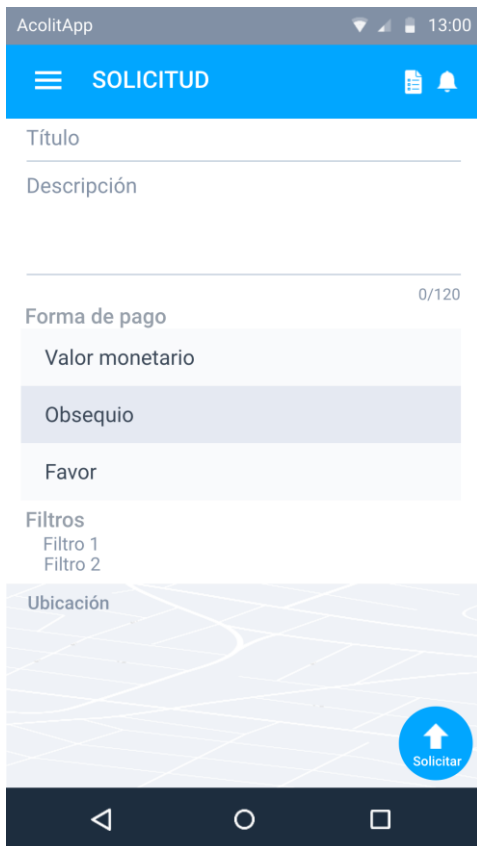 AcolitApp 13:00
SOLICITUD
Título
Descripción
0/120
Forma de pago
Valor monetario
Obsequio
Favor
Filtros
Filtro 1
Filtro 2
Ubicación
Solicitar